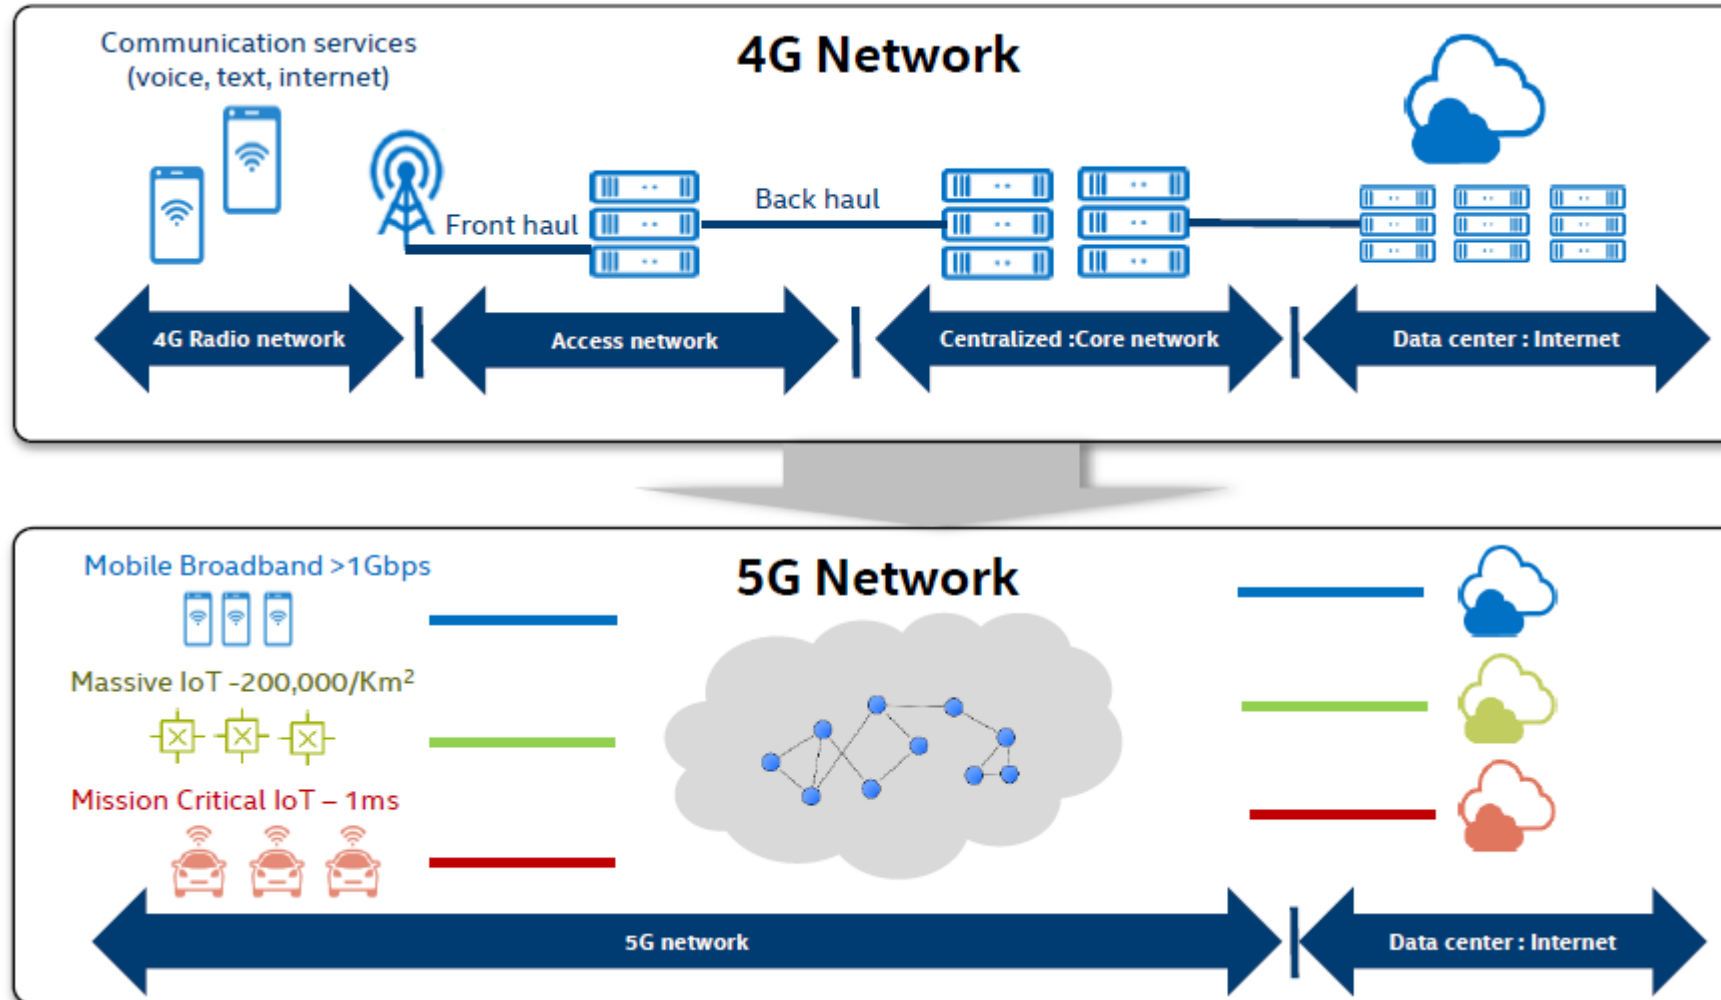 Communication services
(voice, text, internet)
4G Network
Front haul
Back haul
4G Radio network
Access network
Centralized :Core network
Data center : Internet
Mobile Broadband >1Gbps
5G Network
Massive IoT -200,000/Km²
Mission Critical IoT – 1ms
5G network
Data center : Internet